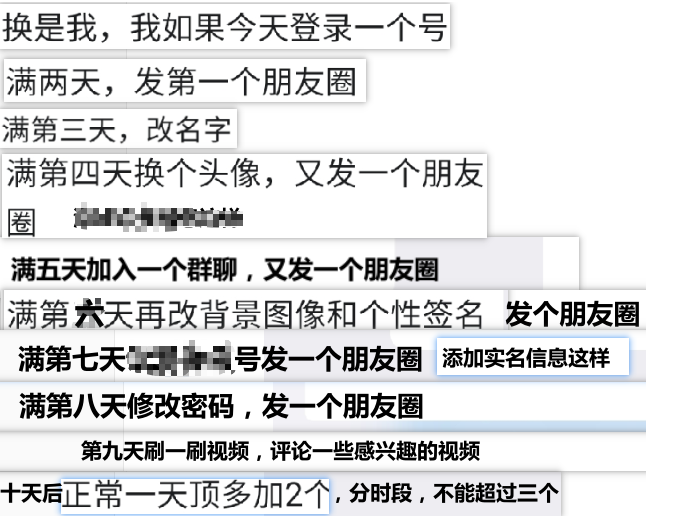 换是我，我如果今天登录一个号
满两天，发第一个朋友圈
满第三天，改名字
满第四天换个头像，又发一个朋友
圈
满五天加入一个群聊，又发一个朋友圈
满第六天再改背景图像和个性签名 发个朋友圈
满第七天 号发一个朋友圈 添加实名信息这样
满第八天修改密码，发一个朋友圈
第九天刷一刷视频，评论一些感兴趣的视频
十天后正常一天顶多加2个，分时段，不能超过三个